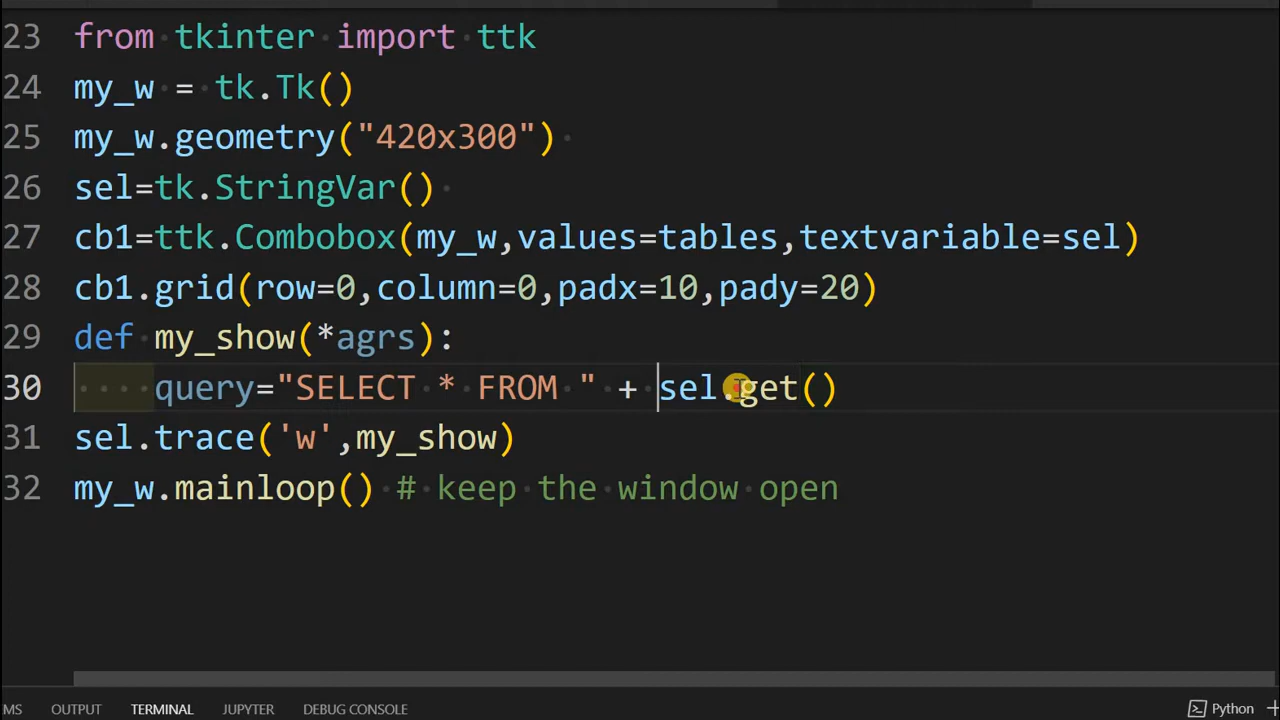 23 from tkinter import ttk
24 my_w = tk.Tk()
25 my_w.geometry("420x300")
26 sel=tk.StringVar()
27 cb1=ttk.Combobox(my_w,values=tables,textvariable=sel)
28 cb1.grid(row=0,column=0,padx=10,pady=20)
29 def my_show(*agrs):
30     query="SELECT * FROM " + sel.get()
31 sel.trace('w',my_show)
32 my_w.mainloop() # keep the window open
MS OUTPUT TERMINAL JUPYTER DEBUG CONSOLE Python